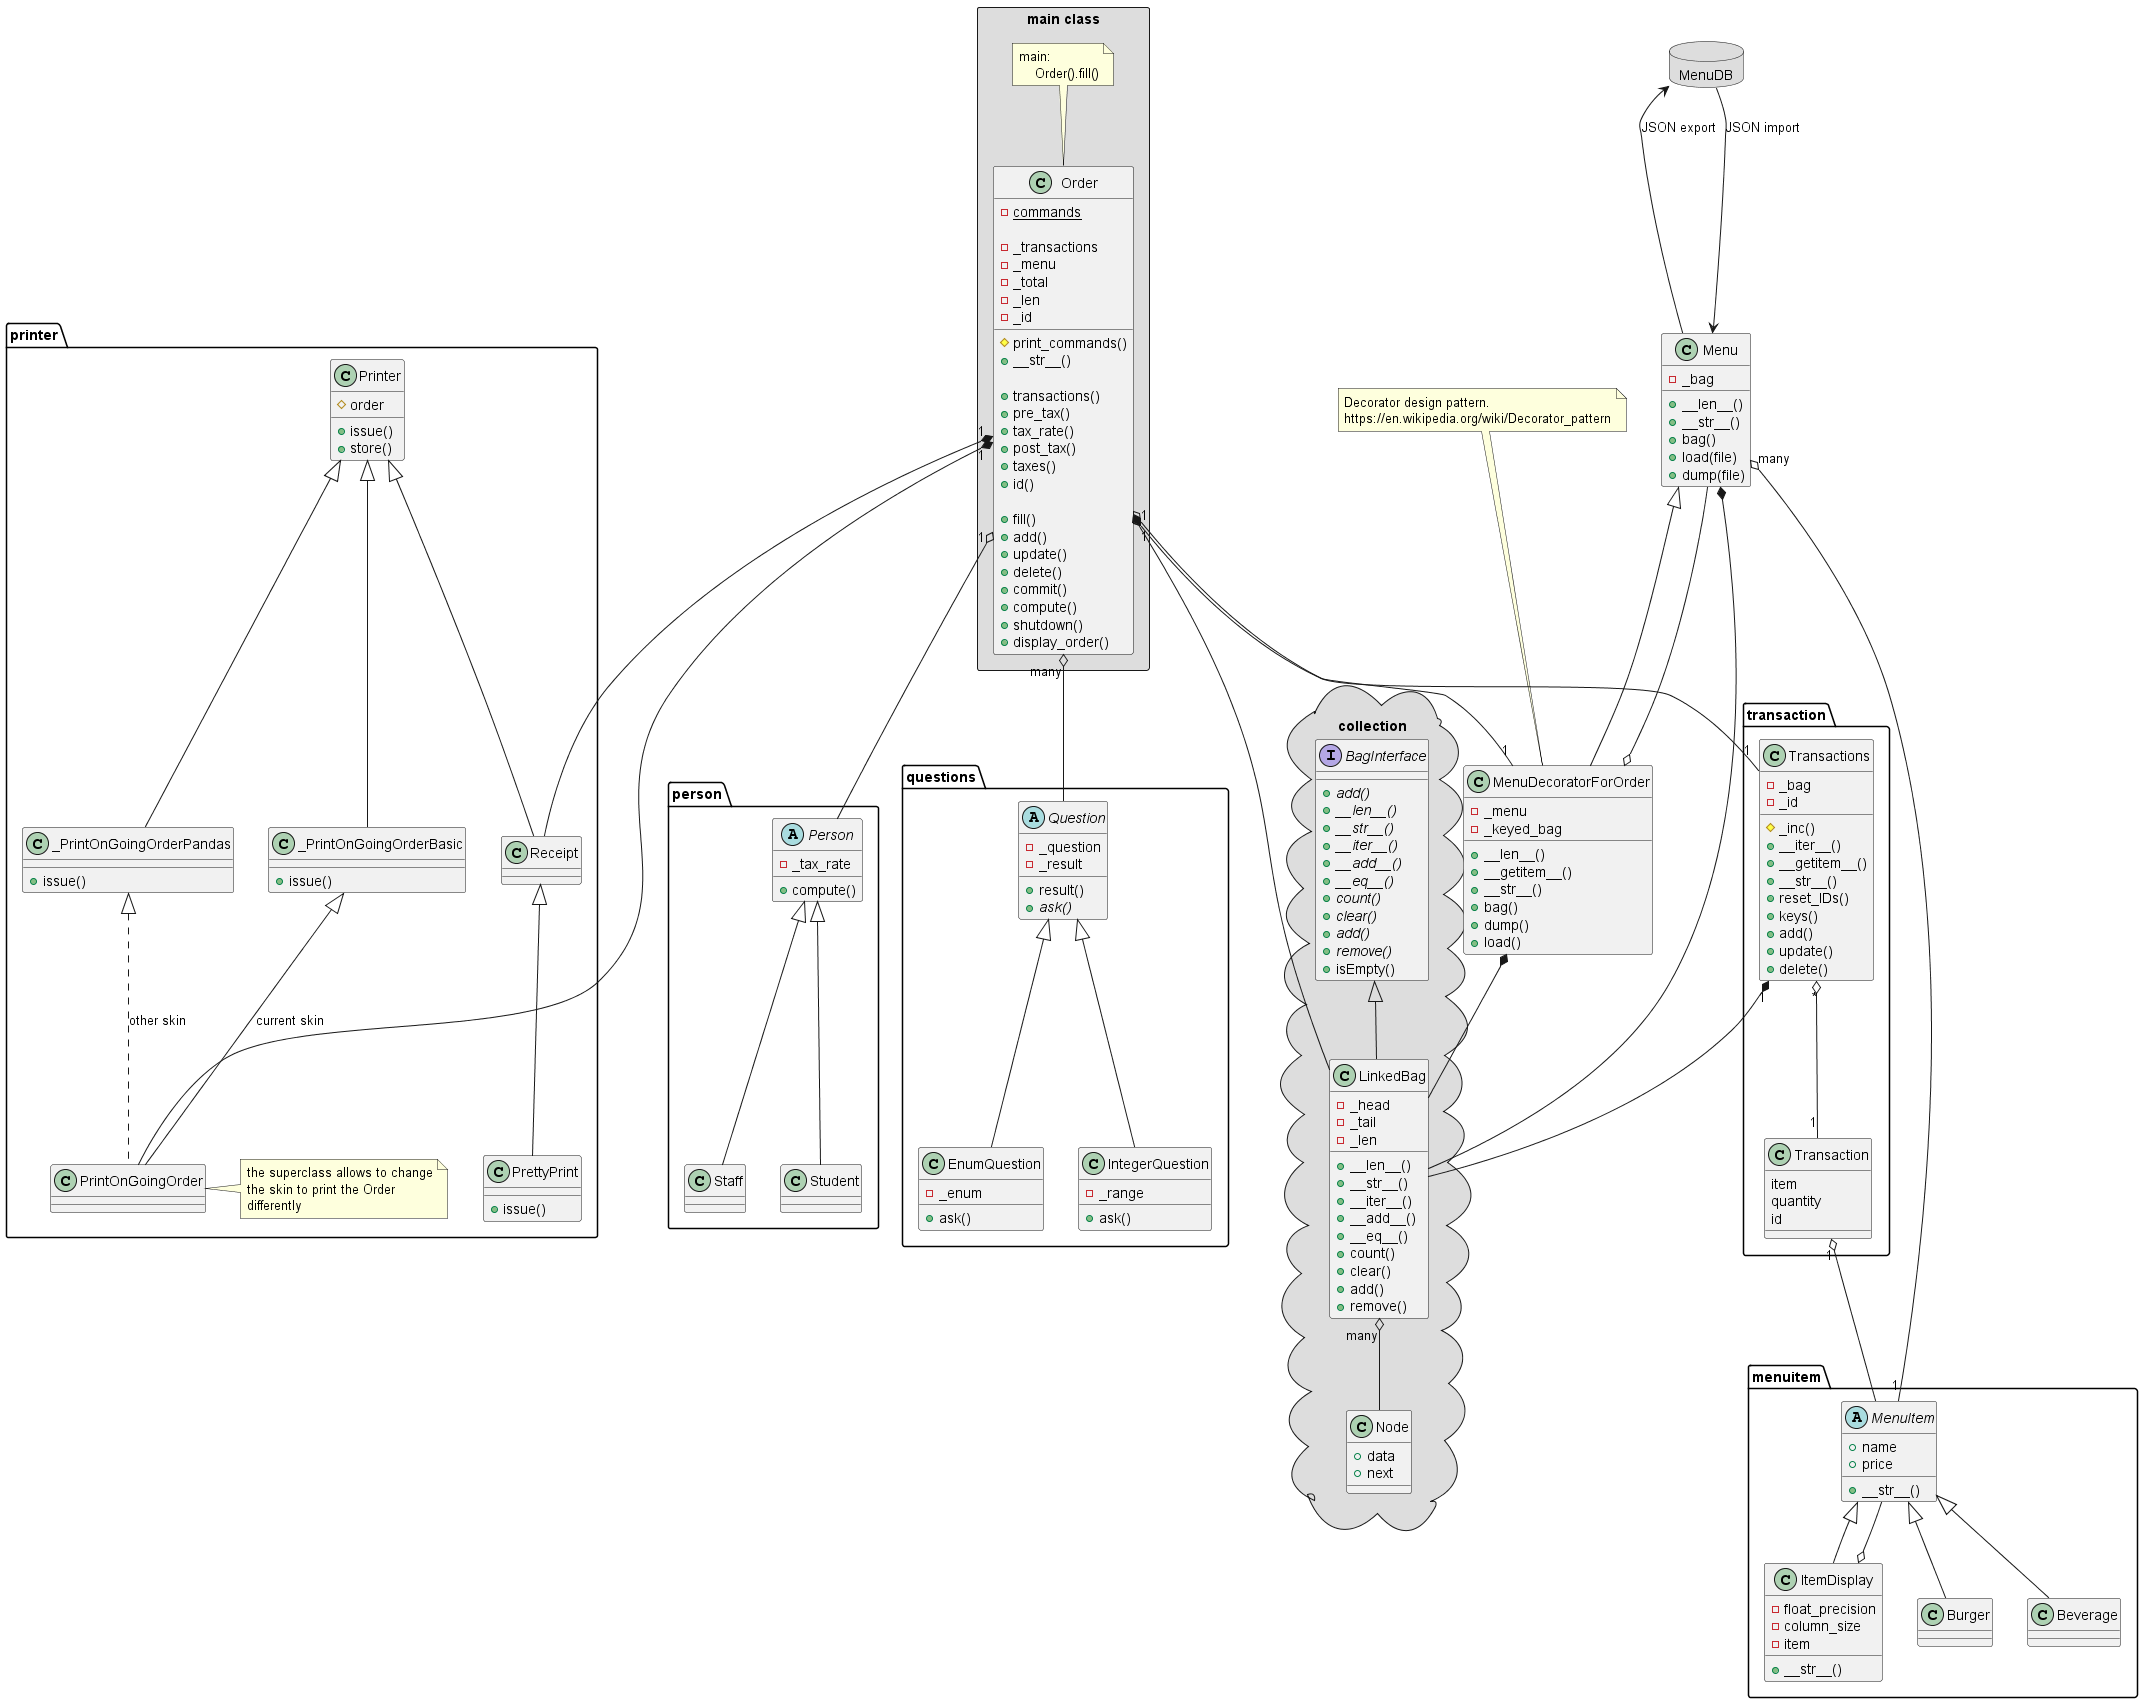 main class
main:
Order().fill()
C Order
commands
_transactions
_menu
_total
_len
_id
print_commands()
__str__()
transactions()
pre_tax()
tax_rate()
post_tax()
taxes()
id()
fill()
add()
update()
delete()
commit()
compute()
shutdown()
display_order()
1
1
1
1
1
many
MenuDB
JSON export
JSON import
C Menu
_bag
__len__()
__str__()
bag()
load(file)
dump(file)
many
Decorator design pattern.
https://en.wikipedia.org/wiki/Decorator_pattern
printer
C Printer
order
issue()
store()
C _PrintOnGoingOrderPandas
issue()
C _PrintOnGoingOrderBasic
issue()
C Receipt
other skin
current skin
C PrintOnGoingOrder
the superclass allows to change
the skin to print the Order
differently
C PrettyPrint
issue()
person
A Person
_tax_rate
compute()
C Staff
C Student
questions
A Question
_question
_result
result()
ask()
C EnumQuestion
_enum
ask()
C IntegerQuestion
_range
ask()
collection
I BagInterface
add()
__len__()
__str__()
__iter__()
__add__()
__eq__()
count()
clear()
add()
remove()
isEmpty()
C LinkedBag
_head
_tail
_len
__len__()
__str__()
__iter__()
__add__()
__eq__()
count()
clear()
add()
remove()
many
C Node
data
next
1
C MenuDecoratorForOrder
_menu
_keyed_bag
__len__()
__getitem__()
__str__()
bag()
dump()
load()
transaction
1
C Transactions
_bag
_id
_inc()
__iter__()
__getitem__()
__str__()
reset_IDs()
keys()
add()
update()
delete()
*
1
C Transaction
item
quantity
id
1
menuitem
1
A MenuItem
name
price
__str__()
C ItemDisplay
float_precision
column_size
item
__str__()
C Burger
C Beverage